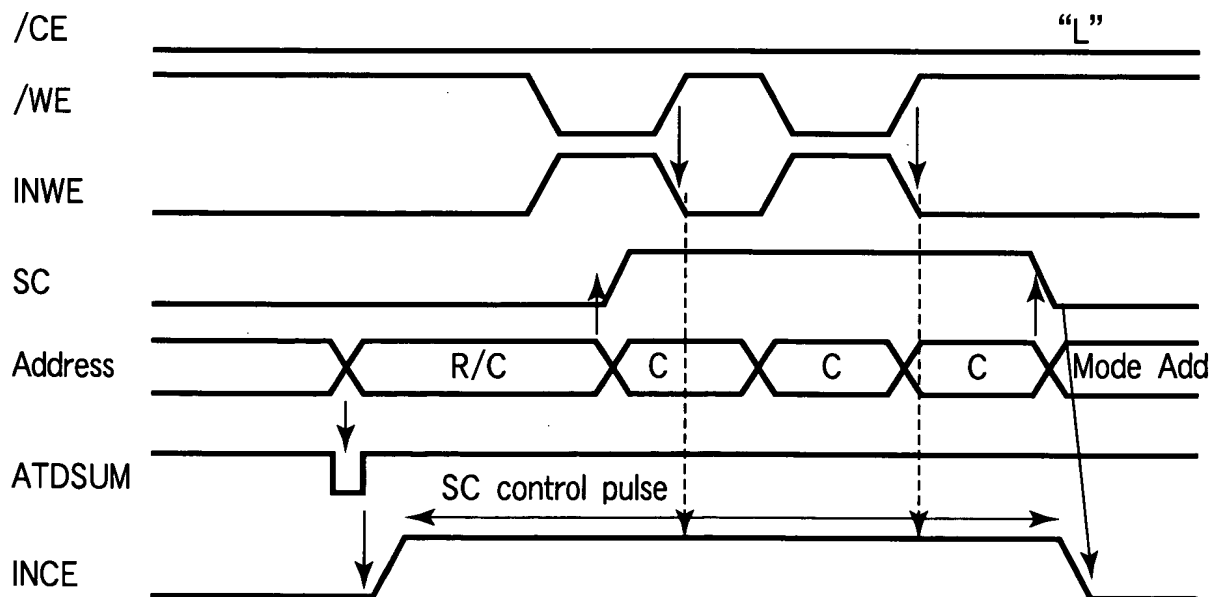 /CE
“L”
/WE
INWE
SC
Address R/C C C C Mode Add
ATDSUM
SC control pulse
INCE